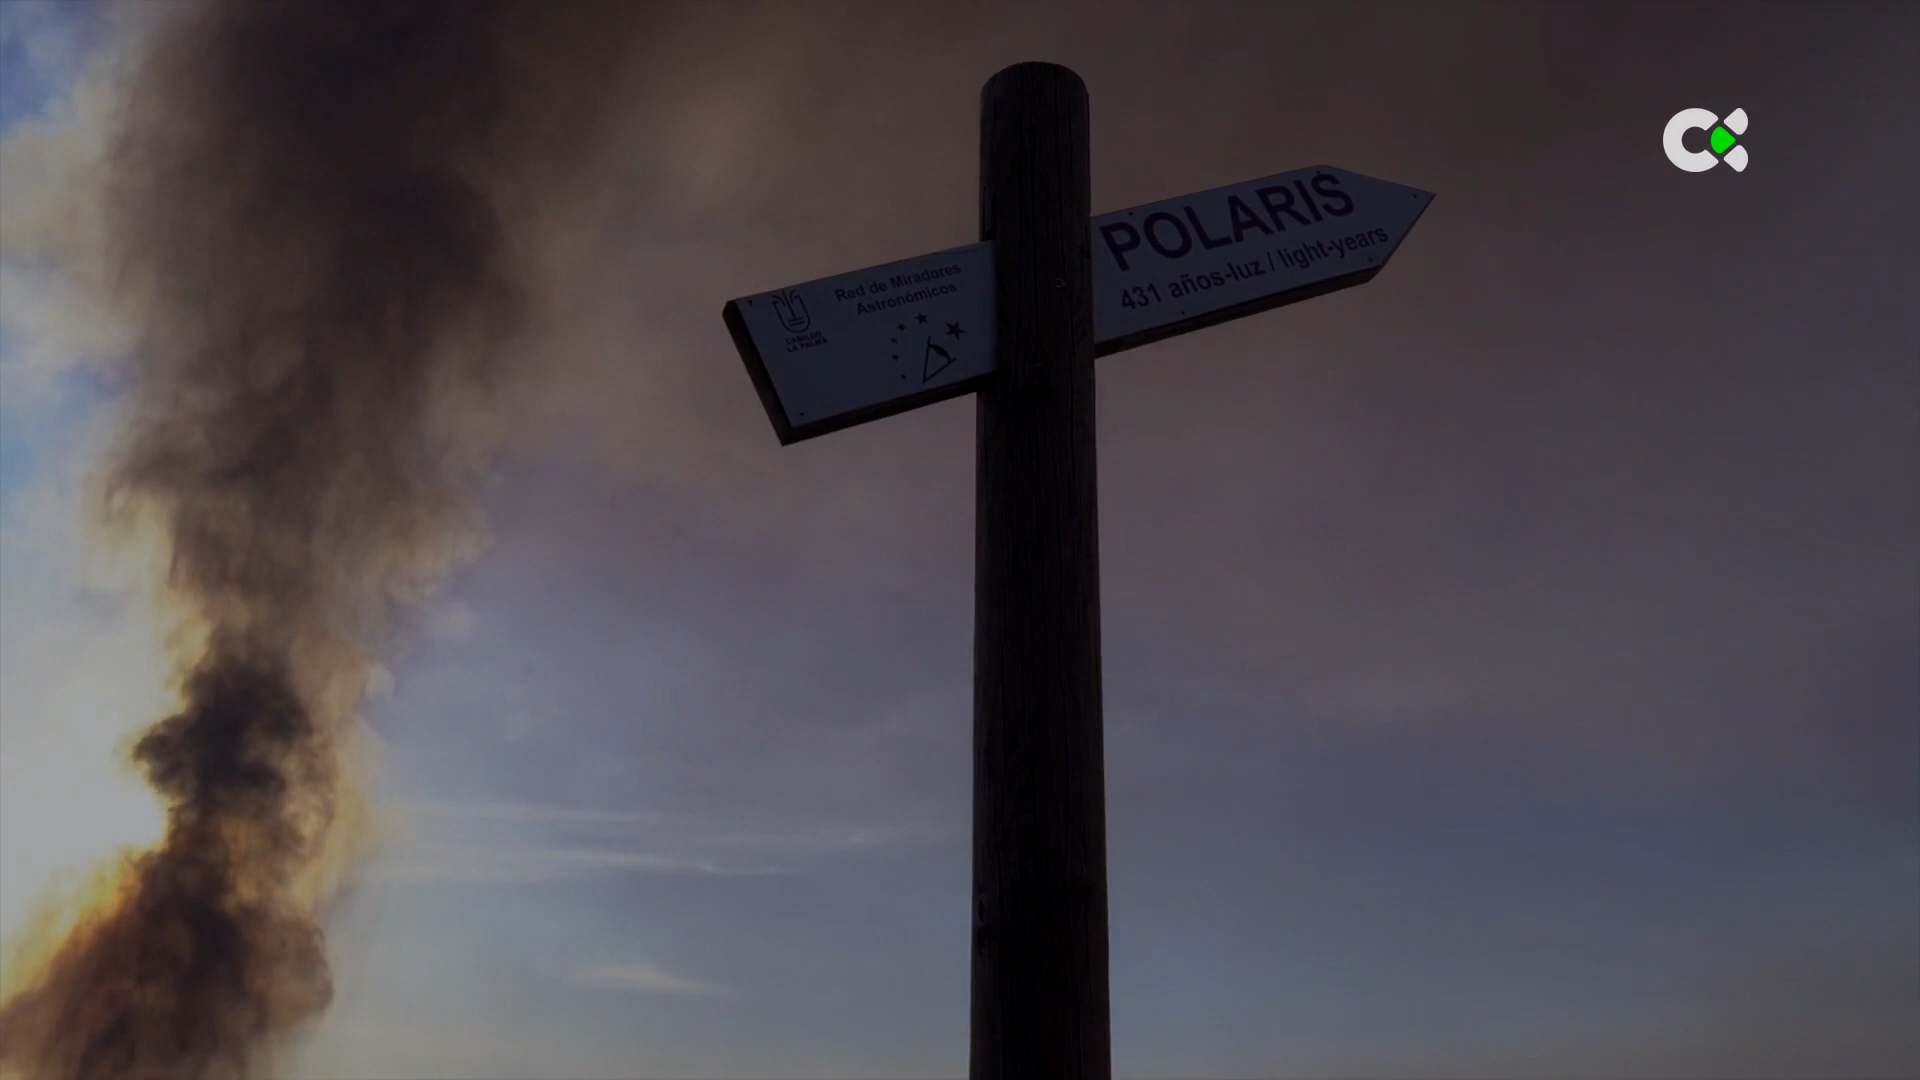 POLARIS
431 años-luz / light-years
Red de Miradores
Astronómicos
CABILDO
LA PALMA